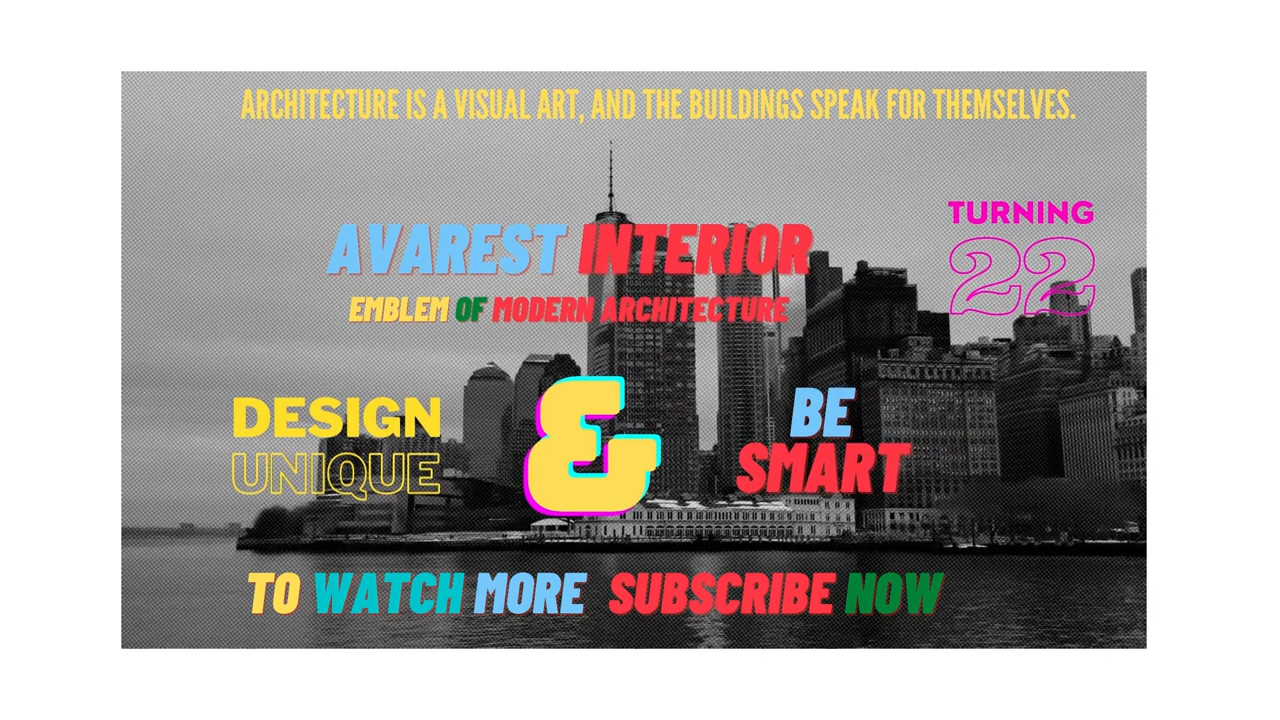 ARCHITECTURE IS A VISUAL ART, AND THE BUILDINGS SPEAK FOR THEMSELVES.
TURNING
22
AVAREST INTERIOR
EMBLEM OF MODERN ARCHITECTURE
DESIGN
UNIQUE
&
BE
SMART
TO WATCH MORE SUBSCRIBE NOW